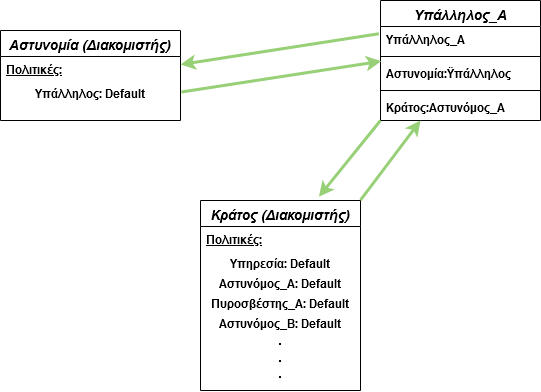 Αστυνομία (Διακομιστής)
Πολιτικές:
Υπάλληλος: Default
Υπάλληλος_Α
Υπάλληλος_Α
Αστυνομία:Ϋπάλληλος
Κράτος:Αστυνόμος_Α
Κράτος (Διακομιστής)
Πολιτικές:
Υπηρεσία: Default
Αστυνόμος_Α: Default
Πυροσβέστης_Α: Default
Αστυνόμος_Β: Default
.
.
.